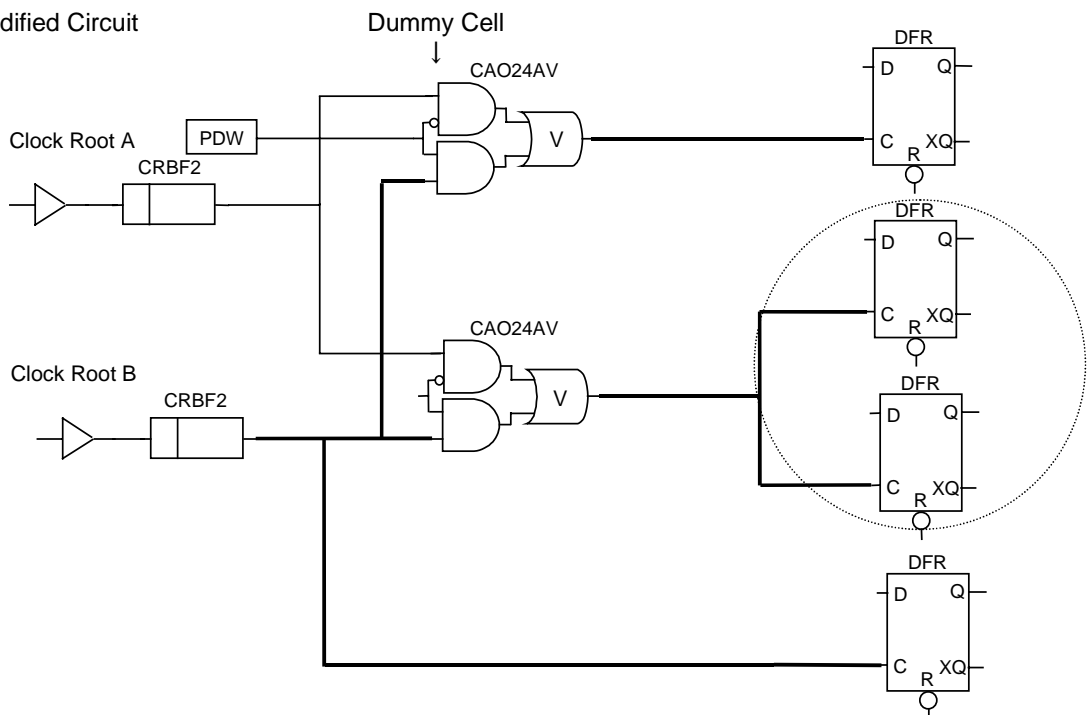 dified Circuit
Dummy Cell
↓
CAO24AV
DFR
D Q
C XQ
R
V
Clock Root A
PDW
CRBF2
DFR
D Q
C XQ
R
CAO24AV
V
Clock Root B
CRBF2
DFR
D Q
C XQ
R
DFR
D Q
C XQ
R